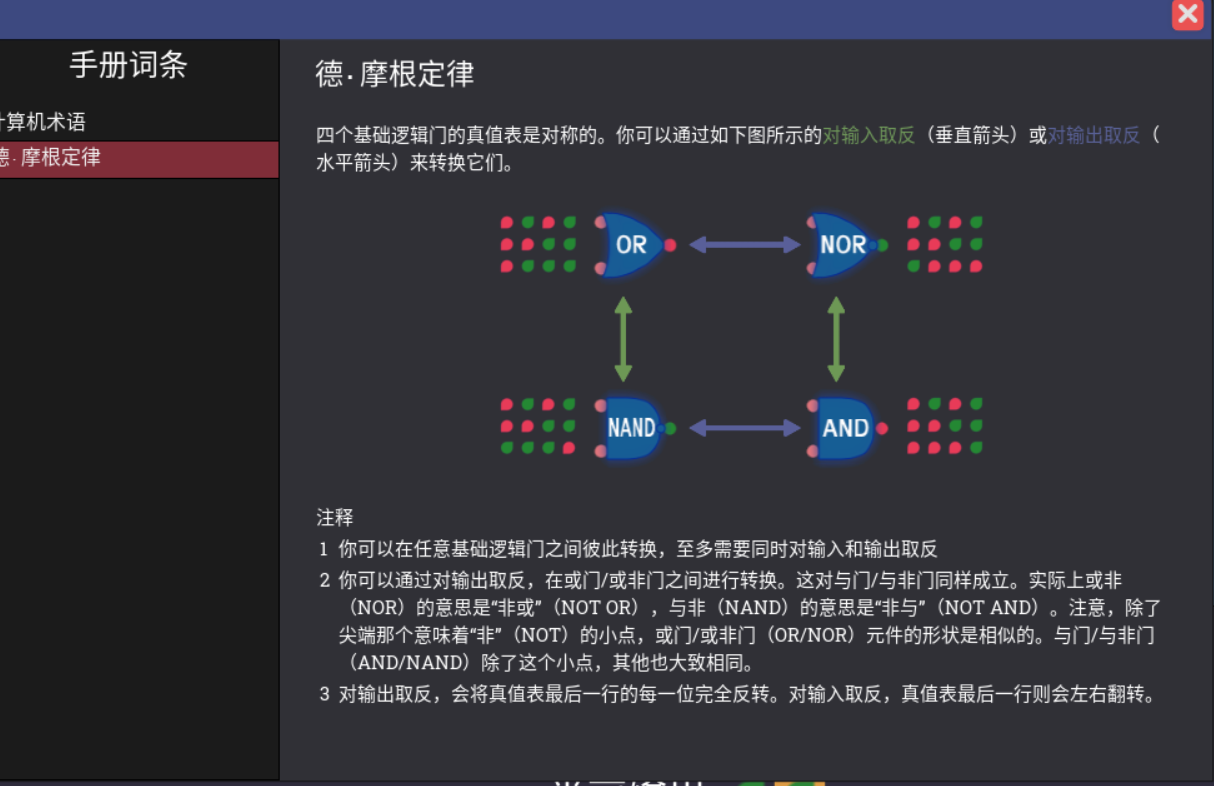 手册词条
计算机术语
德·摩根定律
德·摩根定律
四个基础逻辑门的真值表是对称的。你可以通过如下图所示的对输入取反（垂直箭头）或对输出取反（
水平箭头）来转换它们。
OR
NOR
NAND
AND
注释
1 你可以在任意基础逻辑门之间彼此转换，至多需要同时对输入和输出取反
2 你可以通过对输出取反，在或门/或非门之间进行转换。这对与门/与非门同样成立。实际上或非
（NOR）的意思是“非或”（NOT OR），与非（NAND）的意思是“非与”（NOT AND）。注意，除了
尖端那个意味着“非”（NOT）的小点，或门/或非门（OR/NOR）元件的形状是相似的。与门/与非门
（AND/NAND）除了这个小点，其他也大致相同。
3 对输出取反，会将真值表最后一行的每一位完全反转。对输入取反，真值表最后一行则会左右翻转。